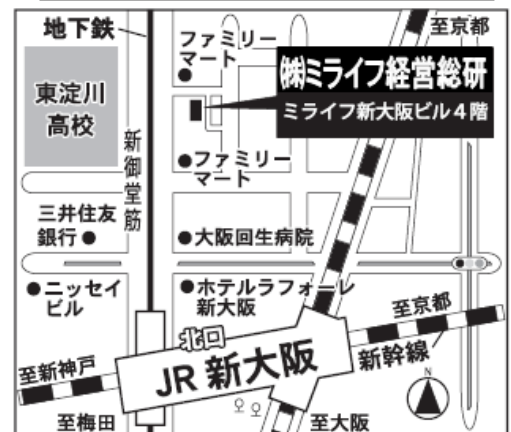 地下鉄
ファミリー
マート
至京都
㈱ミライフ経営総研
ミライフ新大阪ビル4階
東淀川
高校
新御堂筋
ファミリー
マート
三井住友
銀行
大阪回生病院
ニッセイ
ビル
ホテルラフォーレ
新大阪
至京都
北口
JR 新大阪
新幹線
至新神戸
N
至梅田
至大阪